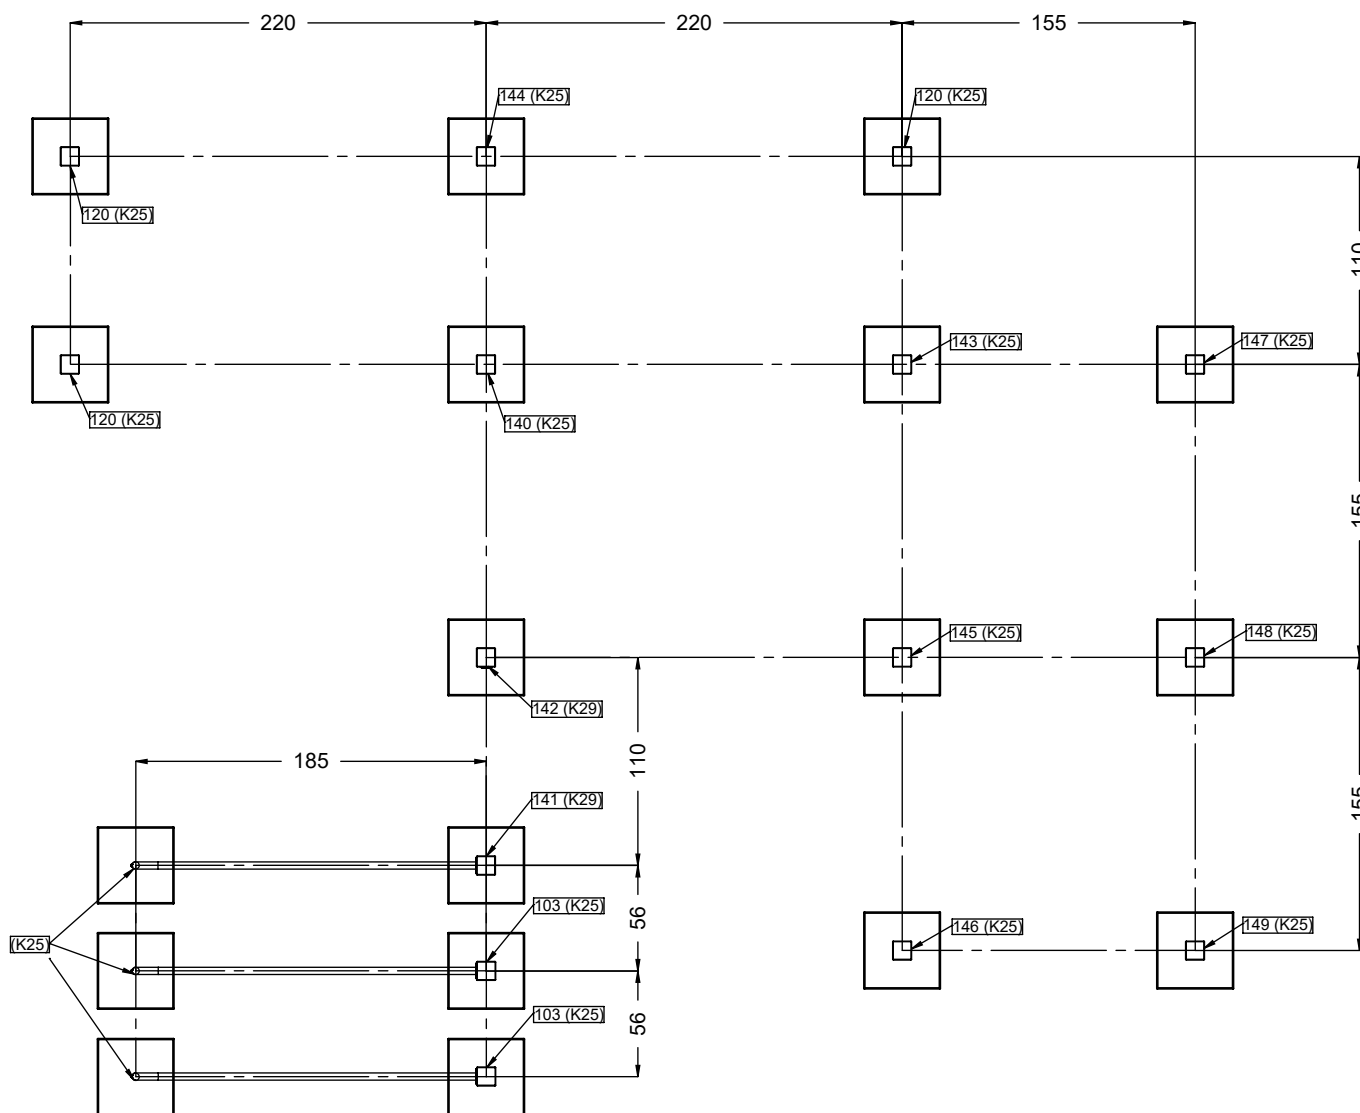 220
220
155
144 (K25)
120 (K25)
120 (K25)
110
143 (K25)
147 (K25)
120 (K25)
140 (K25)
155
145 (K25)
148 (K25)
142 (K29)
110
185
141 (K29)
155
103 (K25)
56
(K25)
146 (K25)
149 (K25)
103 (K25)
56